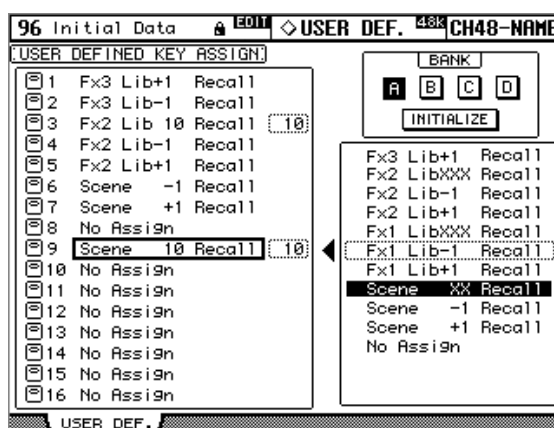 96 Initial Data EDIT ◇USER DEF. 48k CH48-NAME
USER DEFINED KEY ASSIGN
1 Fx3 Lib+1 Recall
2 Fx3 Lib-1 Recall
3 Fx2 Lib 10 Recall 10
4 Fx2 Lib-1 Recall
5 Fx2 Lib+1 Recall
6 Scene -1 Recall
7 Scene +1 Recall
8 No Assign
9 Scene 10 Recall 10
10 No Assign
11 No Assign
12 No Assign
13 No Assign
14 No Assign
15 No Assign
16 No Assign
BANK
A B C D
INITIALIZE
Fx3 Lib+1 Recall
Fx2 LibXXX Recall
Fx2 Lib-1 Recall
Fx2 Lib+1 Recall
Fx1 LibXXX Recall
Fx1 Lib-1 Recall
Fx1 Lib+1 Recall
Scene XX Recall
Scene -1 Recall
Scene +1 Recall
No Assign
USER DEF.